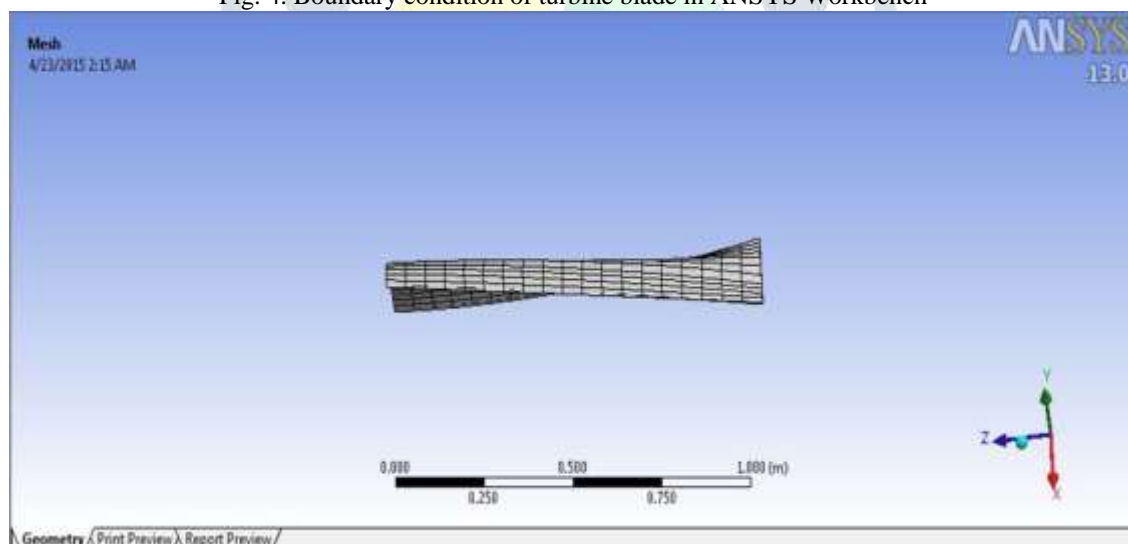 Fig. 4. Boundary condition of turbine blade in ANSYS Workbench
Mesh
4/23/2015 2:15 AM
ANSYS
13.0
Y
Z
X
0.000 0.500 1.000 (m)
0.250 0.750
Geometry Print Preview Report Preview